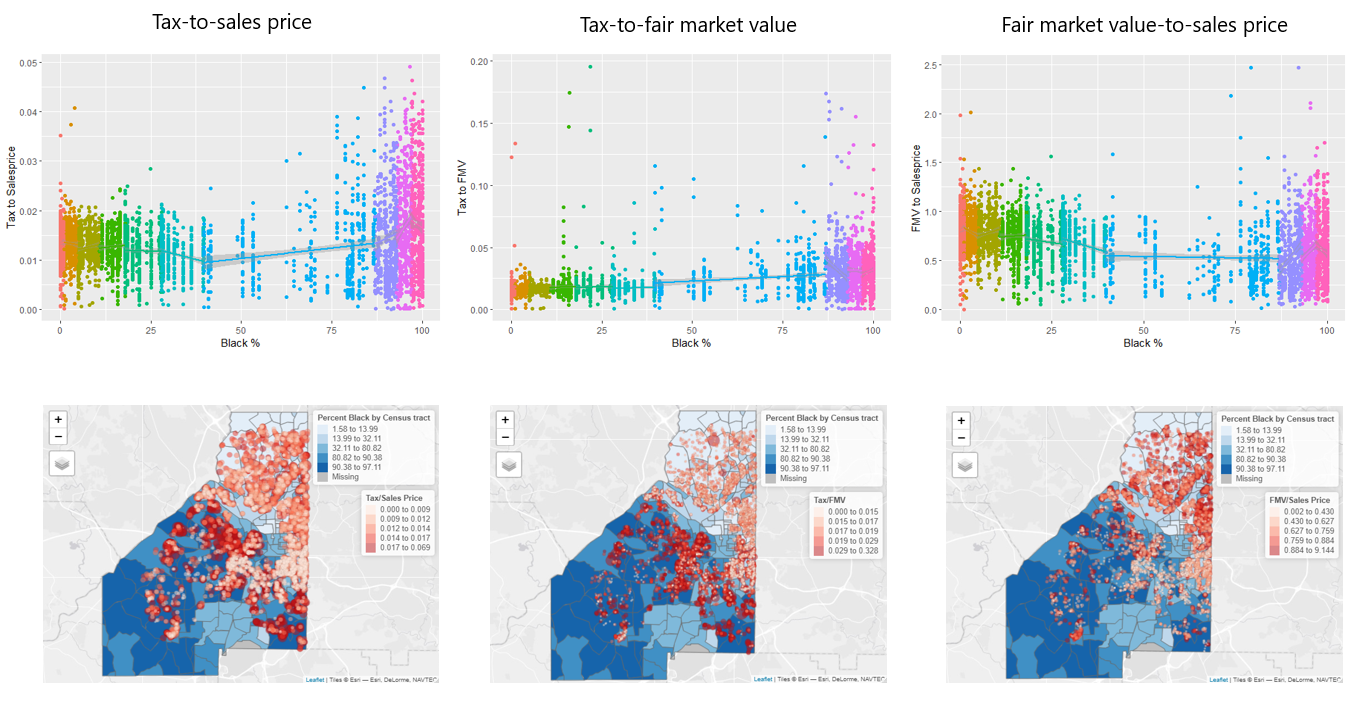 Tax-to-sales price
Tax-to-fair market value
Fair market value-to-sales price
Tax to Salesprice
0.05
0.04
0.03
0.02
0.01
0.00
0 25 50 75 100
Black %
Tax to FMV
0.20
0.15
0.10
0.05
0.00
0 25 50 75 100
Black %
FMV to Salesprice
2.5
2.0
1.5
1.0
0.5
0.0
0 25 50 75 100
Black %
+
−
Percent Black by Census tract
1.58 to 13.99
13.99 to 32.11
32.11 to 80.82
80.82 to 90.38
90.38 to 97.11
Missing
Tax/Sales Price
0.000 to 0.009
0.009 to 0.012
0.012 to 0.014
0.014 to 0.017
0.017 to 0.069
Leaflet | Tiles © Esri — Esri, DeLorme, NAVTEQ
+
−
Percent Black by Census tract
1.58 to 13.99
13.99 to 32.11
32.11 to 80.82
80.82 to 90.38
90.38 to 97.11
Missing
Tax/FMV
0.000 to 0.015
0.015 to 0.017
0.017 to 0.019
0.019 to 0.029
0.029 to 0.328
Leaflet | Tiles © Esri — Esri, DeLorme, NAVTEQ
+
−
Percent Black by Census tract
1.58 to 13.99
13.99 to 32.11
32.11 to 80.82
80.82 to 90.38
90.38 to 97.11
Missing
FMV/Sales Price
0.002 to 0.430
0.430 to 0.627
0.627 to 0.759
0.759 to 0.884
0.884 to 9.144
Leaflet | Tiles © Esri — Esri, DeLorme, NAVTEQ